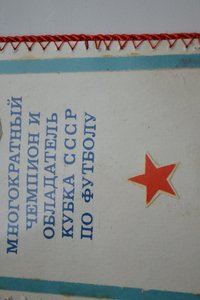 МНОГОКРАТНЫЙ
ЧЕМПИОН И
ОБЛАДАТЕЛЬ
КУБКА СССР
ПО ФУТБОЛУ